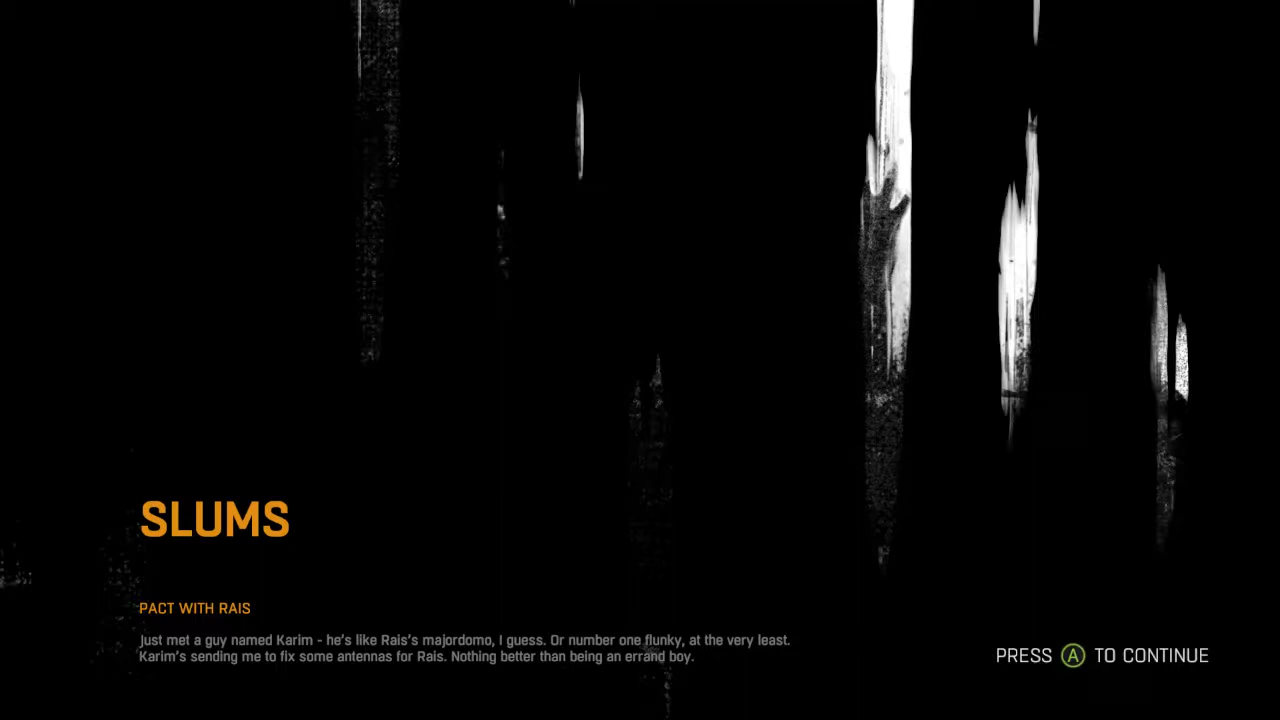 SLUMS
PACT WITH RAIS
Just met a guy named Karim - he's like Rais's majordomo, I guess. Or number one flunky, at the very least.
Karim's sending me to fix some antennas for Rais. Nothing better than being an errand boy.
PRESS A TO CONTINUE